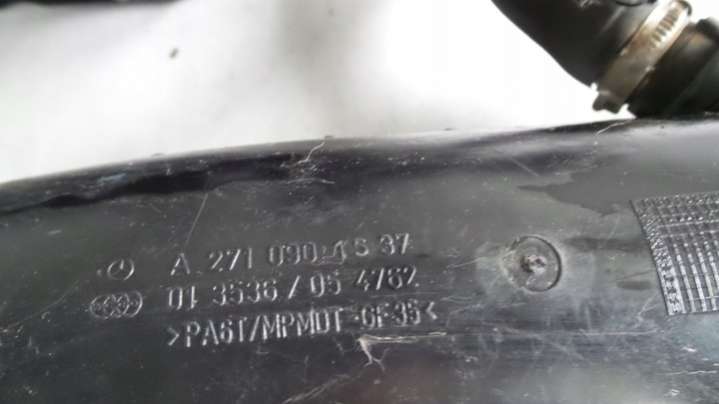 A 271 090 15 37
01 3536 / 05 4762
>PA6T/MPMDT-GF35<